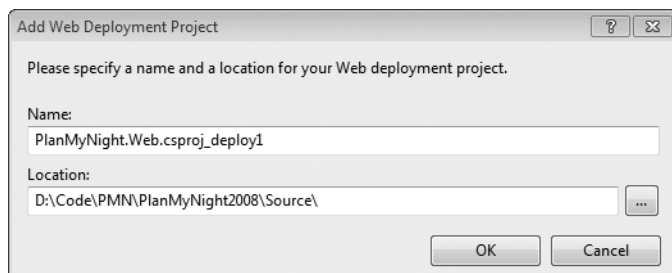 Add Web Deployment Project
Please specify a name and a location for your Web deployment project.
Name:
PlanMyNight.Web.csproj_deploy1
Location:
D:\Code\PMN\PlanMyNight2008\Source\
...
OK Cancel